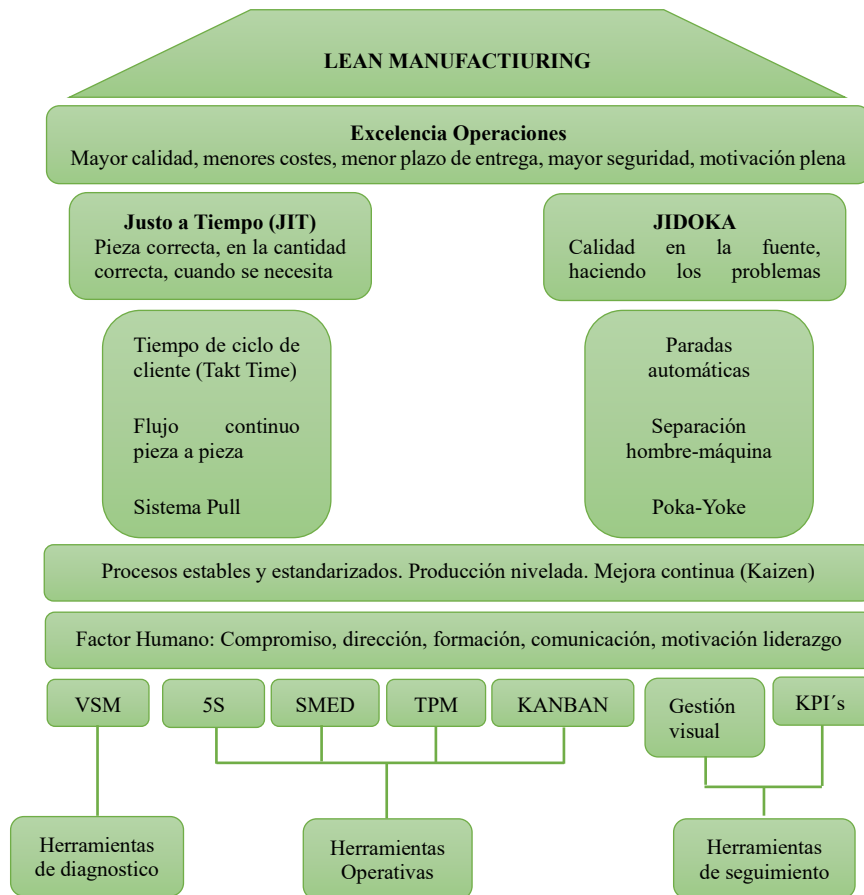 LEAN MANUFACTIURING
Excelencia Operaciones
Mayor calidad, menores costes, menor plazo de entrega, mayor seguridad, motivación plena
Justo a Tiempo (JIT)
Pieza correcta, en la cantidad
correcta, cuando se necesita
JIDOKA
Calidad en la fuente,
haciendo los problemas
Tiempo de ciclo de
cliente (Takt Time)
Flujo continuo
pieza a pieza
Sistema Pull
Paradas
automáticas
Separación
hombre-máquina
Poka-Yoke
Procesos estables y estandarizados. Producción nivelada. Mejora continua (Kaizen)
Factor Humano: Compromiso, dirección, formación, comunicación, motivación liderazgo
VSM
5S
SMED
TPM
KANBAN
Gestión
visual
KPI´s
Herramientas
de diagnostico
Herramientas
Operativas
Herramientas
de seguimiento